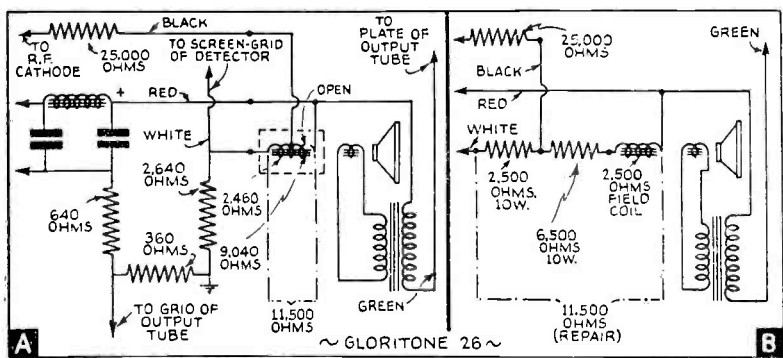 BLACK
TO
R.F.
CATHODE
25,000
OHMS
TO SCREEN-GRID
OF DETECTOR
TO
PLATE OF
OUTPUT
TUBE
+
RED
OPEN
WHITE
2,640
OHMS
2,460
OHMS
640
OHMS
360
OHMS
9,040
OHMS
TO GRID OF
OUTPUT
TUBE
11,500
OHMS
GREEN
A
~ GLORITONE 26 ~
25,000
OHMS
GREEN
BLACK
RED
WHITE
2,500
OHMS,
10W.
6,500
OHMS
10W.
2,500
OHMS
FIELD
COIL
11,500
OHMS
(REPAIR)
B